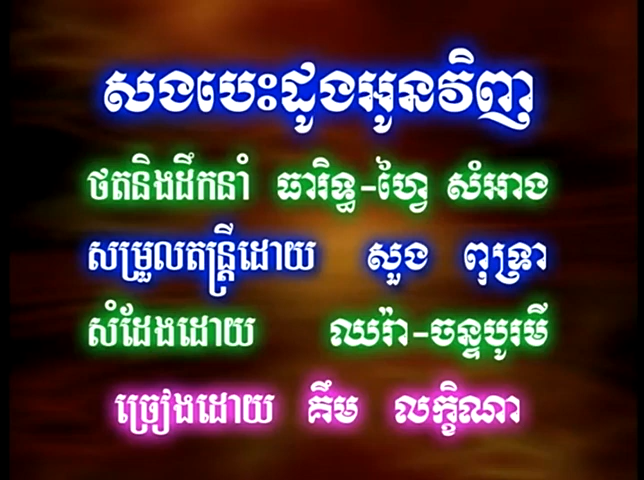 សងបេះដូងអូនវិញ
ថតនិងដឹកនាំ ធារិទ្ធ-ហ្វៃ សំអាង
សម្រួលតន្ត្រីដោយ សួង ពុទ្រា
សំដែងដោយ ឈរ៉ា-ចន្ទបូរមី
ច្រៀងដោយ គឹម លក្ខិណា